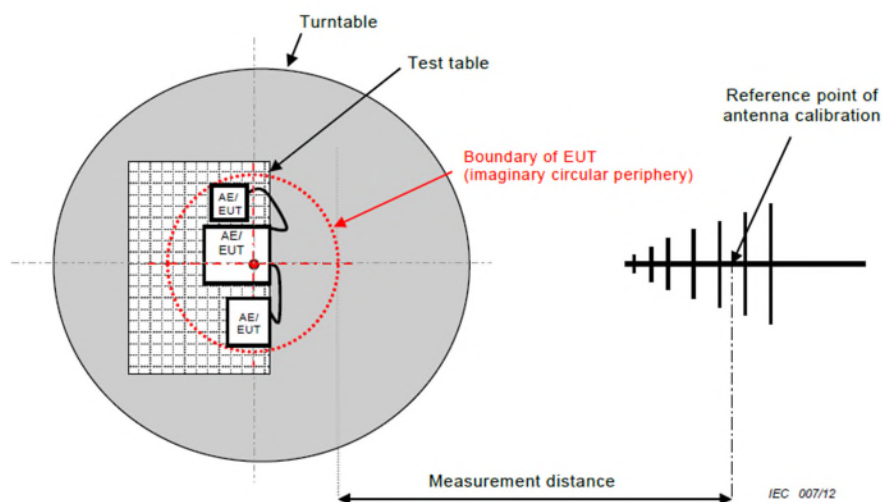 Turntable
Test table
Reference point of
antenna calibration
Boundary of EUT
(imaginary circular periphery)
AE/
EUT
AE/
EUT
AE/
EUT
Measurement distance
IEC 007/12